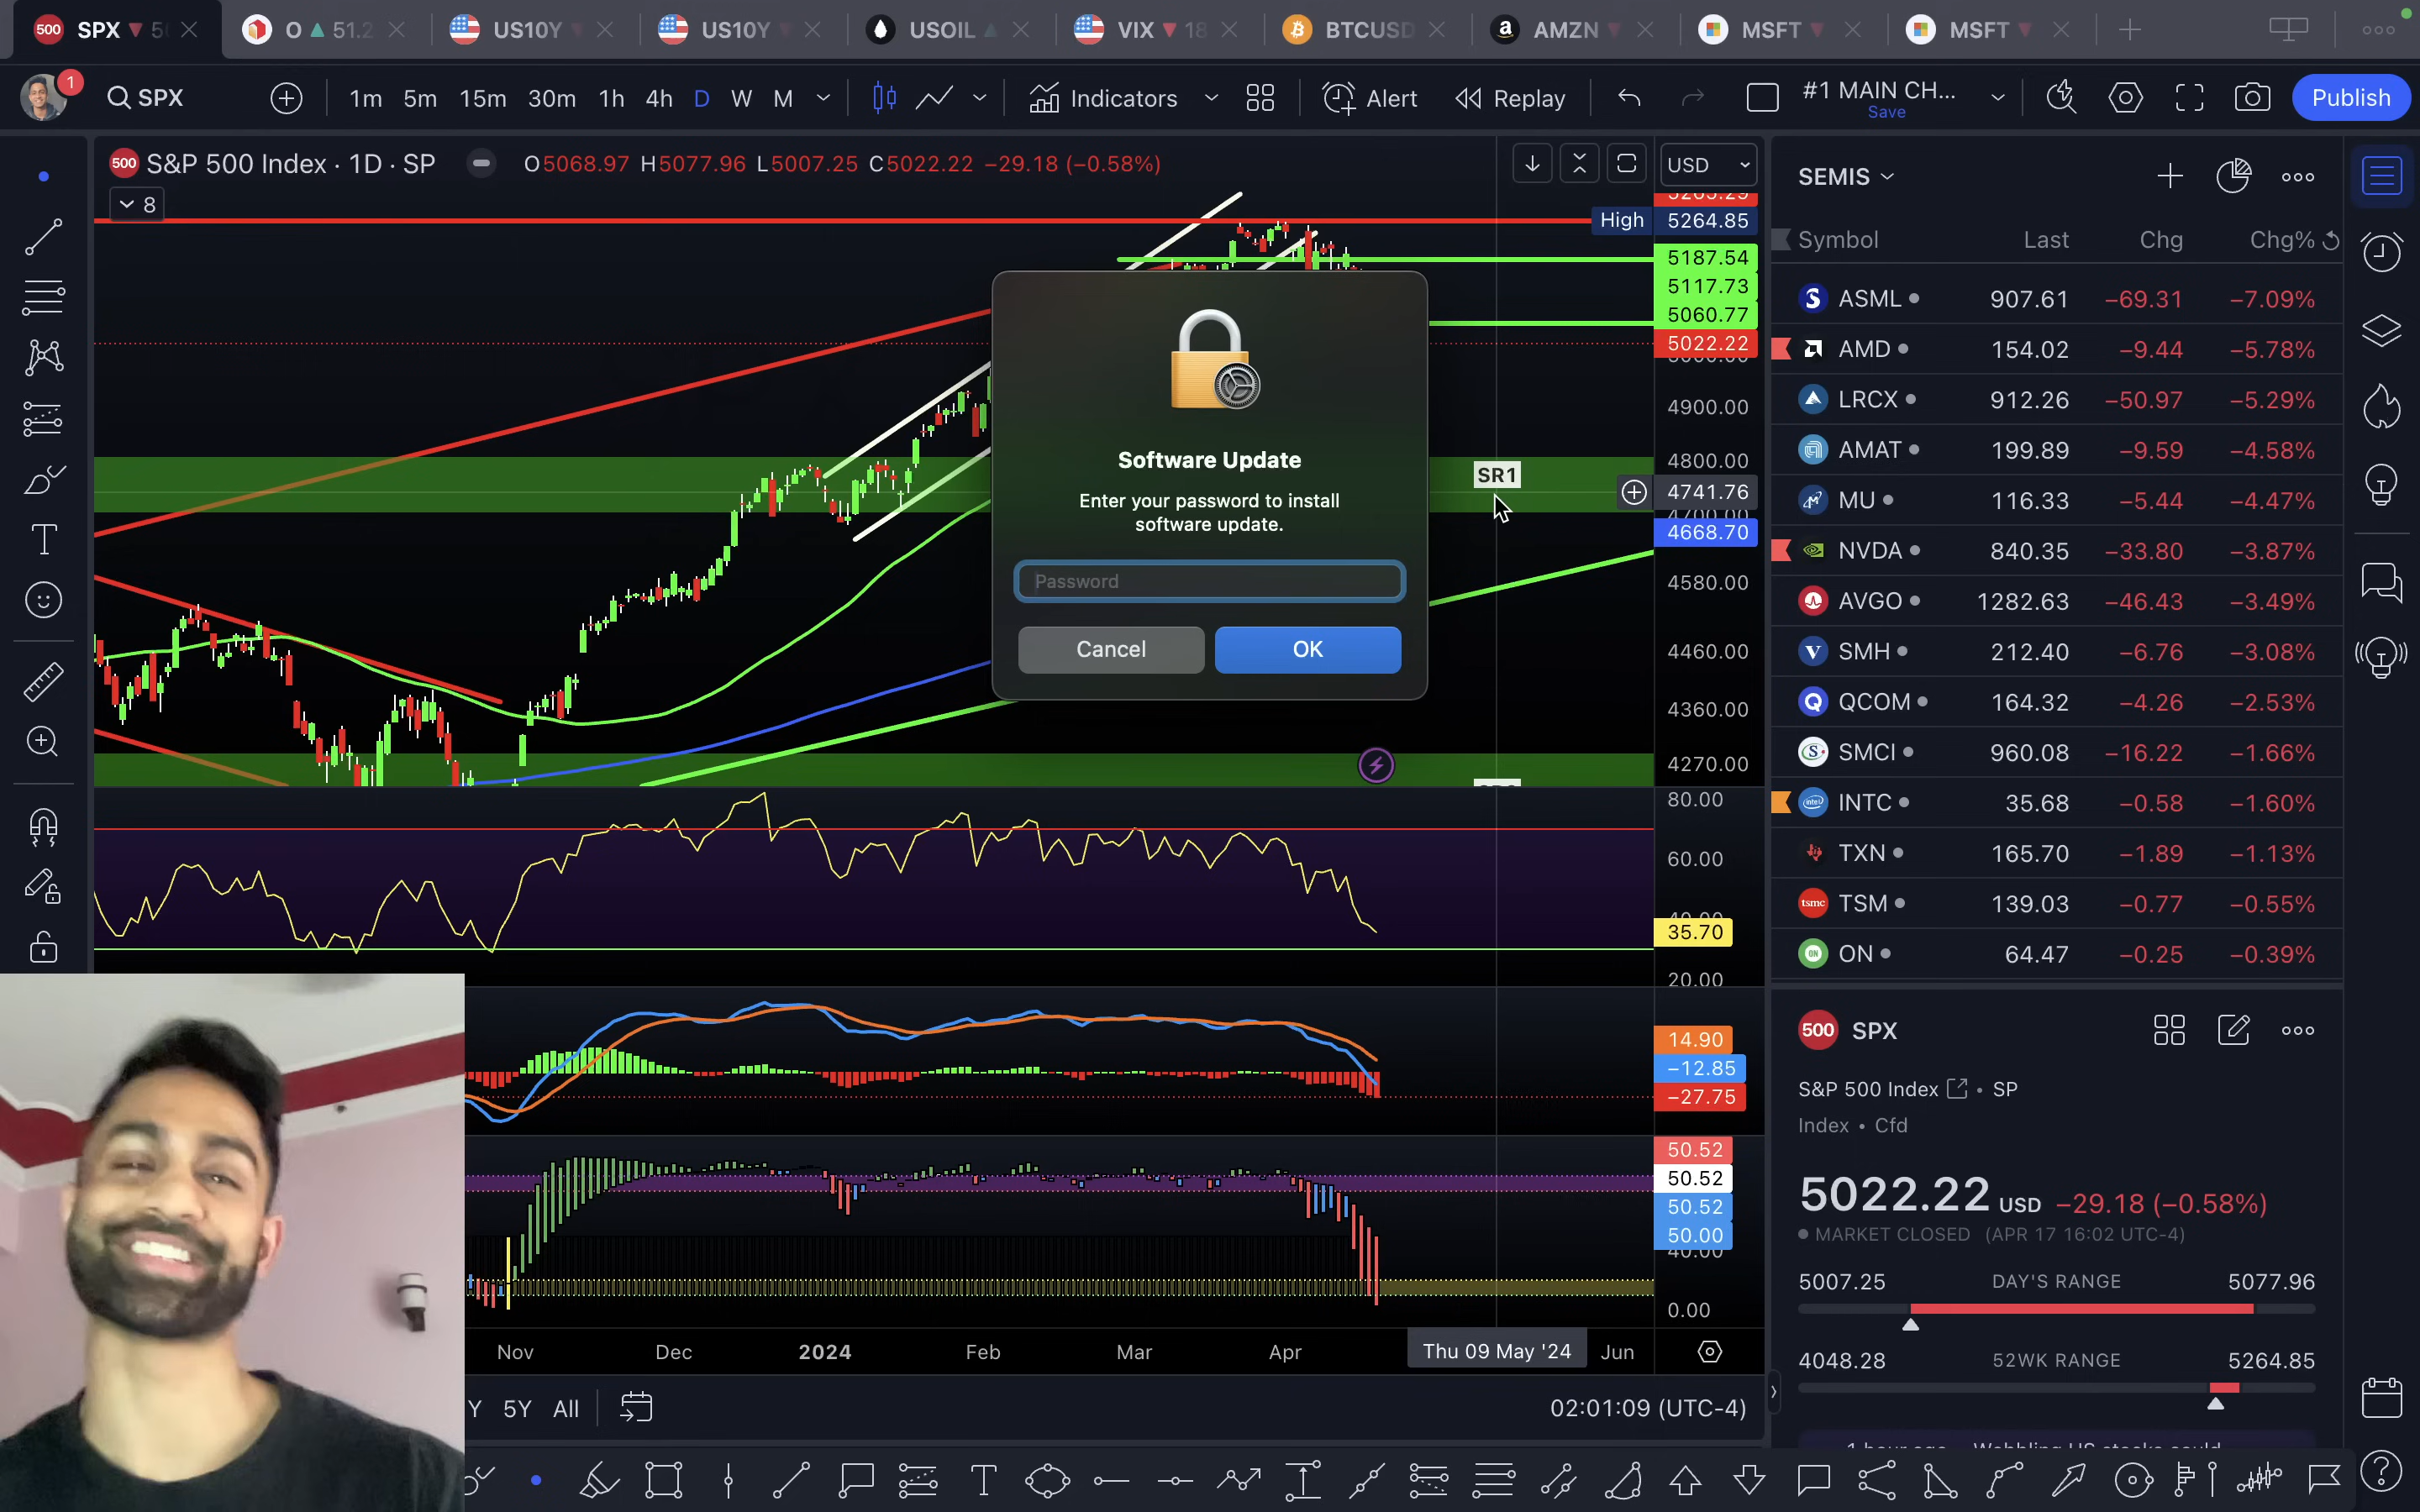 500 SPX
O 51.2
US10Y
US10Y
USOIL
VIX 18
BTCUSD
a AMZN
MSFT
MSFT
1
SPX
1m 5m 15m 30m 1h 4h D W M
Indicators
Alert
Replay
#1 MAIN CH...
Save
Publish
500 S&P 500 Index · 1D · SP
O5068.97 H5077.96 L5007.25 C5022.22 −29.18 (−0.58%)
8
USD
High 5264.85
5187.54
5117.73
5060.77
5022.22
4900.00
4800.00
SR1
4741.76
4668.70
4580.00
4460.00
4360.00
4270.00
Software Update
Enter your password to install
software update.
Password
Cancel OK
80.00
60.00
35.70
20.00
14.90
−12.85
−27.75
50.52
50.52
50.52
50.00
40.00
0.00
Nov Dec 2024 Feb Mar Apr Thu 09 May '24 Jun
Y 5Y All
02:01:09 (UTC-4)
SEMIS
Symbol Last Chg Chg%
ASML 907.61 −69.31 −7.09%
AMD 154.02 −9.44 −5.78%
LRCX 912.26 −50.97 −5.29%
AMAT 199.89 −9.59 −4.58%
MU 116.33 −5.44 −4.47%
NVDA 840.35 −33.80 −3.87%
AVGO 1282.63 −46.43 −3.49%
SMH 212.40 −6.76 −3.08%
QCOM 164.32 −4.26 −2.53%
SMCI 960.08 −16.22 −1.66%
intel INTC 35.68 −0.58 −1.60%
TXN 165.70 −1.89 −1.13%
tsmc TSM 139.03 −0.77 −0.55%
ON ON 64.47 −0.25 −0.39%
500 SPX
S&P 500 Index • SP
Index • Cfd
5022.22 USD −29.18 (−0.58%)
MARKET CLOSED (APR 17 16:02 UTC-4)
5007.25 DAY'S RANGE 5077.96
4048.28 52WK RANGE 5264.85